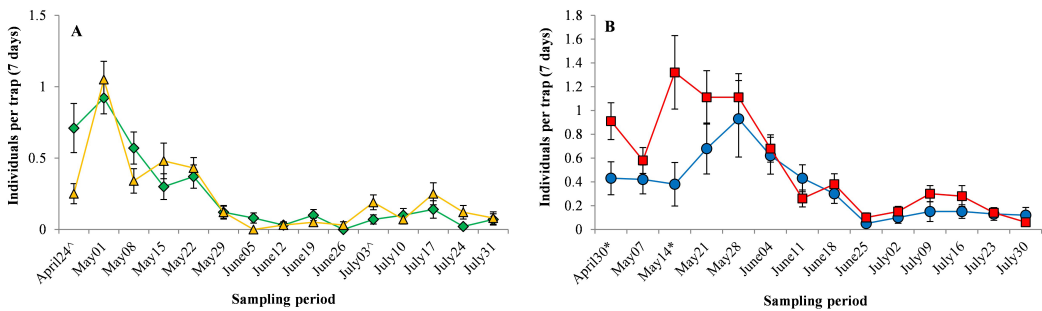 A
Individuals per trap (7 days)
1.5
1
0.5
0
April24^
May01
May08
May15
May22
May29
June05
June12
June19
June26
July03^
July10
July17
July24
July31
Sampling period
B
Individuals per trap (7 days)
1.8
1.6
1.4
1.2
1
0.8
0.6
0.4
0.2
0
April30*
May07
May14*
May21
May28
June04
June11
June18
June25
July02
July09
July16
July23
July30
Sampling period